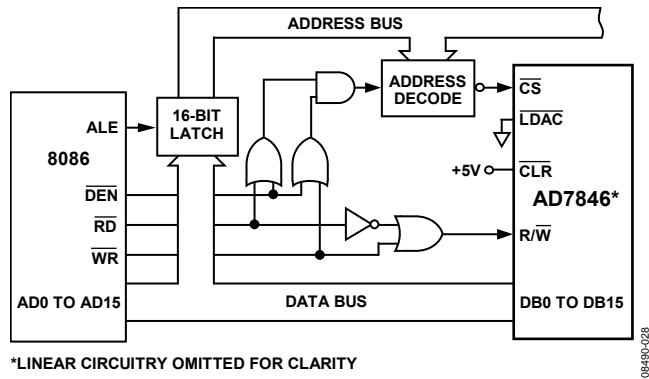 ADDRESS BUS
ADDRESS
DECODE
CS
16-BIT
LATCH
ALE
LDAC
8086
+5V
CLR
DEN
AD7846*
RD
R/W
WR
AD0 TO AD15
DATA BUS
DB0 TO DB15
*LINEAR CIRCUITRY OMITTED FOR CLARITY
08490-028